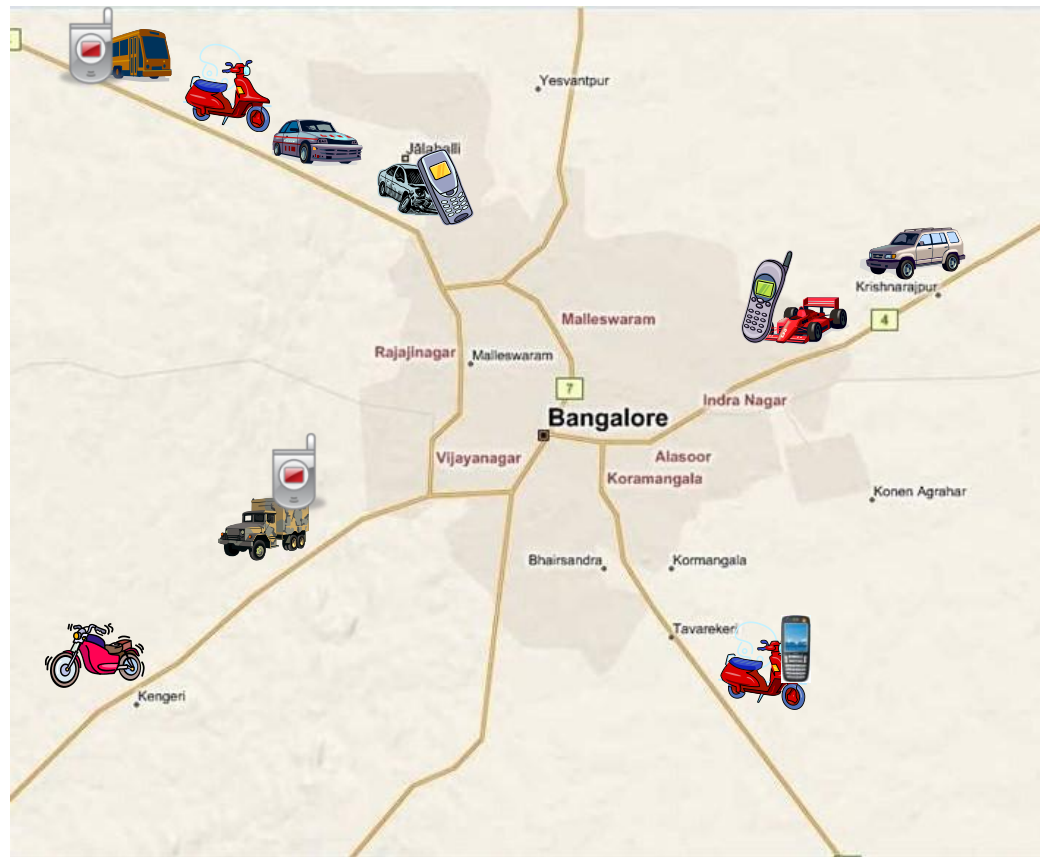 Yesvantpur
Jālahalli
Krishnarajpur
4
Malleswaram
Rajajinagar
Malleswaram
7
Indra Nagar
Bangalore
Vijayanagar
Alasoor
Koramangala
Konen Agrahar
Bhairsandra
Kormangala
Tavarekeri
Kengeri